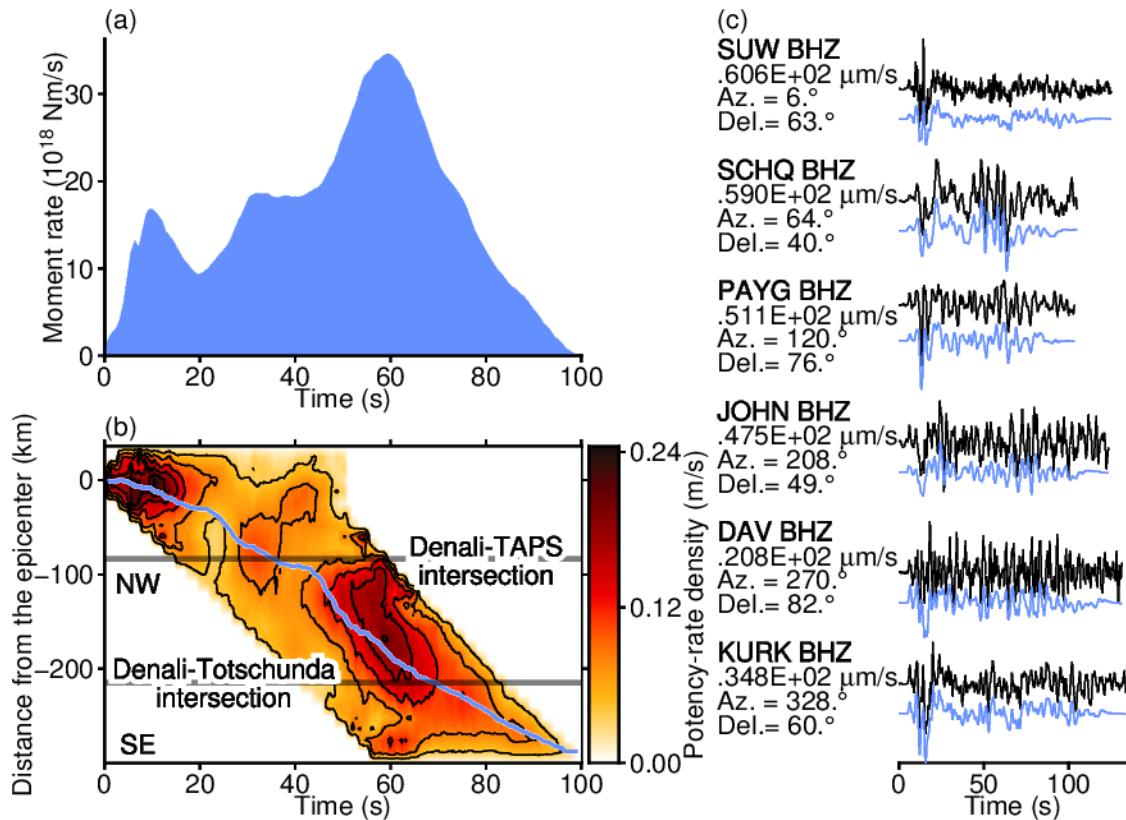 (a)
Moment rate (10¹⁸ Nm/s)
30
20
10
0
0 20 40 60 80 100
Time (s)
(b)
Distance from the epicenter (km)
0
−100
−200
NW
SE
Denali-TAPS
intersection
Denali-Totschunda
intersection
0 20 40 60 80 100
Time (s)
0.24
0.12
0.00
Potency-rate density (m/s)
(c)
SUW BHZ
.606E+02 μm/s
Az. = 6.°
Del.= 63.°
SCHQ BHZ
.590E+02 μm/s
Az. = 64.°
Del.= 40.°
PAYG BHZ
.511E+02 μm/s
Az. = 120.°
Del.= 76.°
JOHN BHZ
.475E+02 μm/s
Az. = 208.°
Del.= 49.°
DAV BHZ
.208E+02 μm/s
Az. = 270.°
Del.= 82.°
KURK BHZ
.348E+02 μm/s
Az. = 328.°
Del.= 60.°
0 50 100
Time (s)